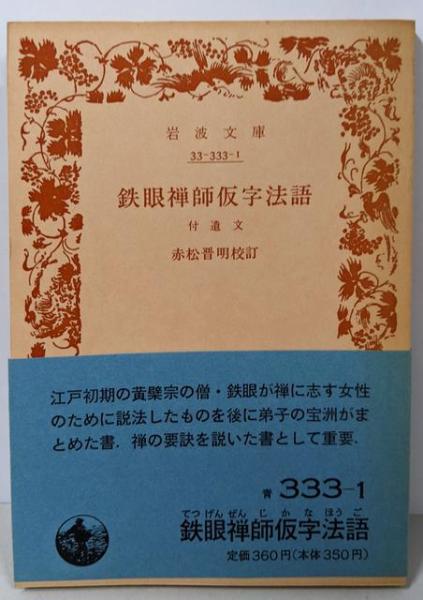 岩波文庫
33-333-1
鉄眼禅師仮字法語
付遺文
赤松晋明校訂
江戸初期の黄檗宗の僧・鉄眼が禅に志す女性
のために説法したものを後に弟子の宝洲がま
とめた書．禅の要訣を説いた書として重要．
青 333-1
てつげんぜんじかなほうご
鉄眼禅師仮字法語
定価360円(本体350円)